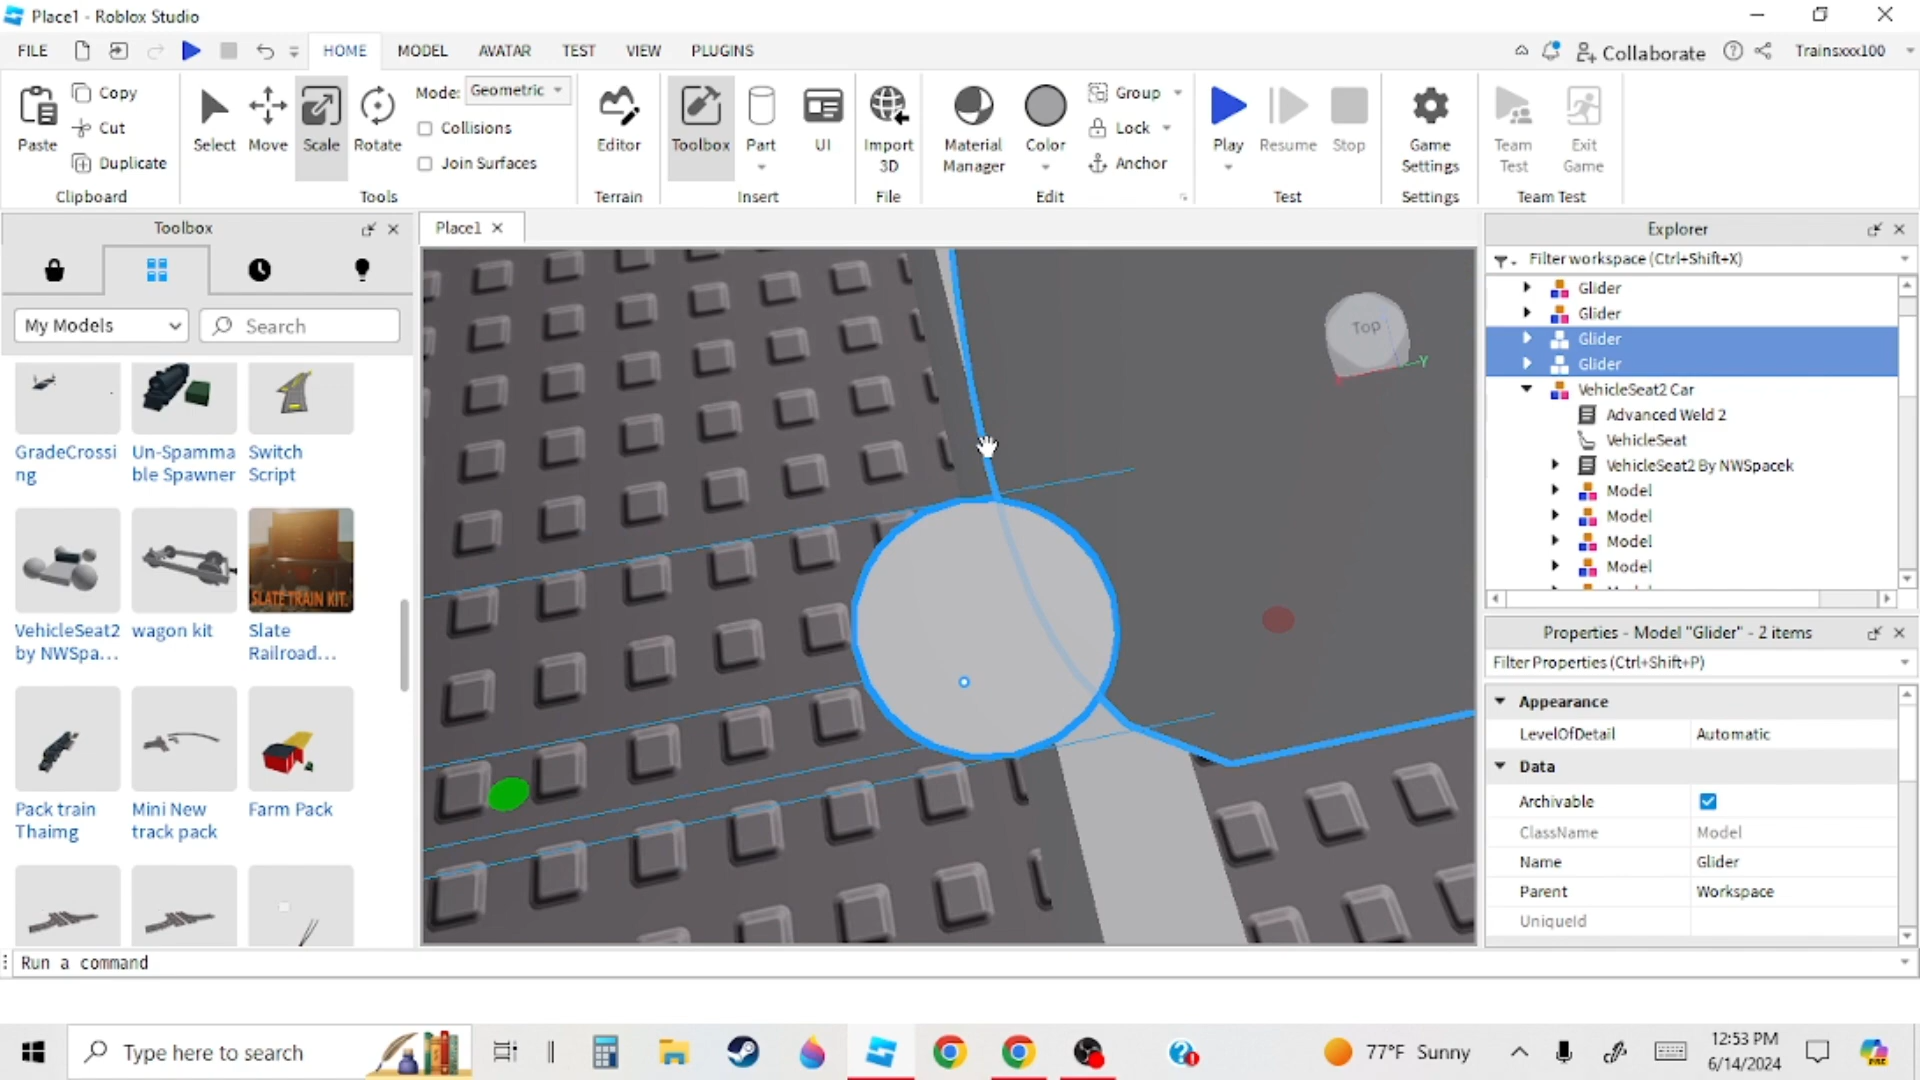 Place1 - Roblox Studio
FILE
HOME
MODEL
AVATAR
TEST
VIEW
PLUGINS
Collaborate
Trainsxxx100
Paste
Copy
Cut
Duplicate
Clipboard
Select
Move
Scale
Rotate
Mode:
Geometric
Collisions
Join Surfaces
Tools
Editor
Terrain
Toolbox
Part
UI
Insert
Import
3D
File
Material
Manager
Color
Group
Lock
Anchor
Edit
Play
Resume
Stop
Test
Game
Settings
Settings
Team
Test
Exit
Game
Team Test
Toolbox
My Models
Search
GradeCrossi
ng
Un-Spamma
ble Spawner
Switch
Script
SLATE TRAIN KIT.
VehicleSeat2
by NWSpa...
wagon kit
Slate
Railroad...
Pack train
Thaimg
Mini New
track pack
Farm Pack
Place1
Top
Y
Explorer
Filter workspace (Ctrl+Shift+X)
Glider
Glider
Glider
Glider
VehicleSeat2 Car
Advanced Weld 2
VehicleSeat
VehicleSeat2 By NWSpacek
Model
Model
Model
Model
Properties - Model "Glider" - 2 items
Filter Properties (Ctrl+Shift+P)
Appearance
LevelOfDetail
Automatic
Data
Archivable
ClassName
Model
Name
Glider
Parent
Workspace
UniqueId
Run a command
Type here to search
77°F Sunny
12:53 PM
6/14/2024
PRE